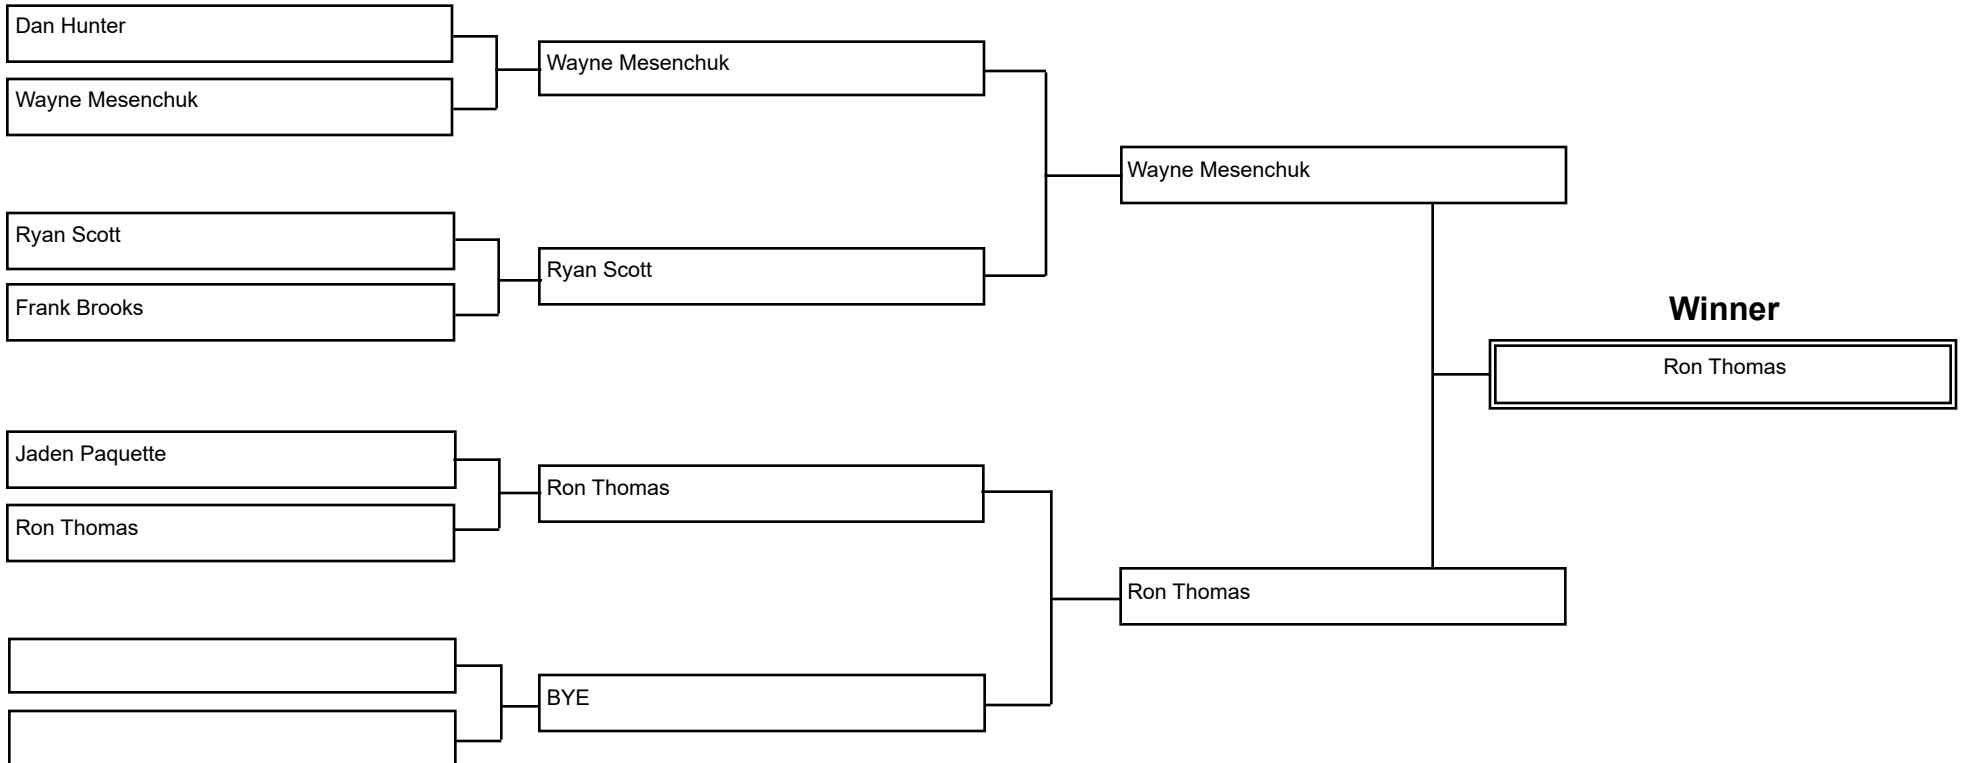 Dan Hunter
Wayne Mesenchuk
Wayne Mesenchuk
Wayne Mesenchuk
Ryan Scott
Ryan Scott
Frank Brooks
Winner
Ron Thomas
Jaden Paquette
Ron Thomas
Ron Thomas
Ron Thomas
BYE